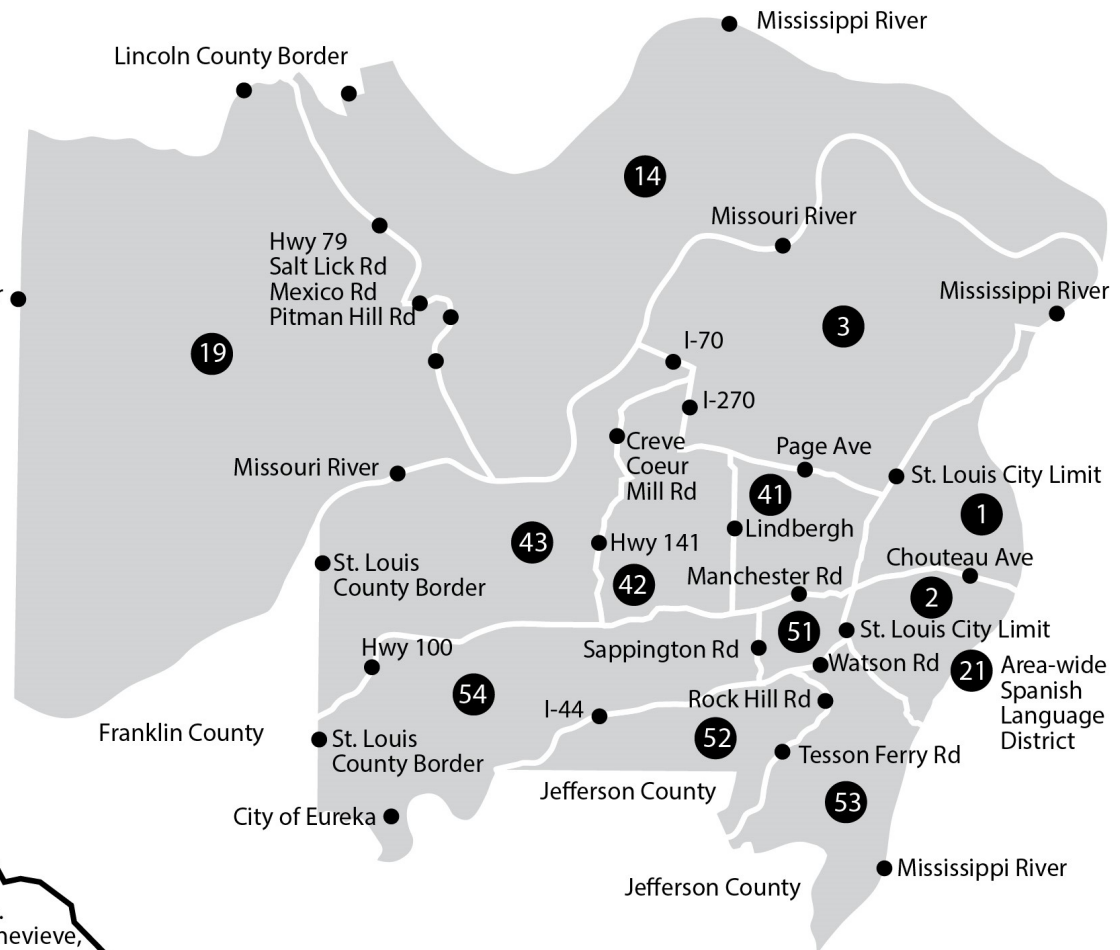 Mississippi River
Lincoln County Border
14
Missouri River
Hwy 79
Salt Lick Rd
Mexico Rd
Pitman Hill Rd
Mississippi River
3
19
I-70
I-270
Creve
Coeur
Mill Rd
Page Ave
Missouri River
St. Louis City Limit
41
1
Lindbergh
43
Hwy 141
Chouteau Ave
St. Louis
County Border
42
Manchester Rd
2
51
St. Louis City Limit
Hwy 100
Sappington Rd
Watson Rd
21
Area-wide
Spanish
Language
District
54
I-44
Rock Hill Rd
Franklin County
St. Louis
County Border
52
Tesson Ferry Rd
Jefferson County
53
City of Eureka
Mississippi River
Jefferson County
nevieve,